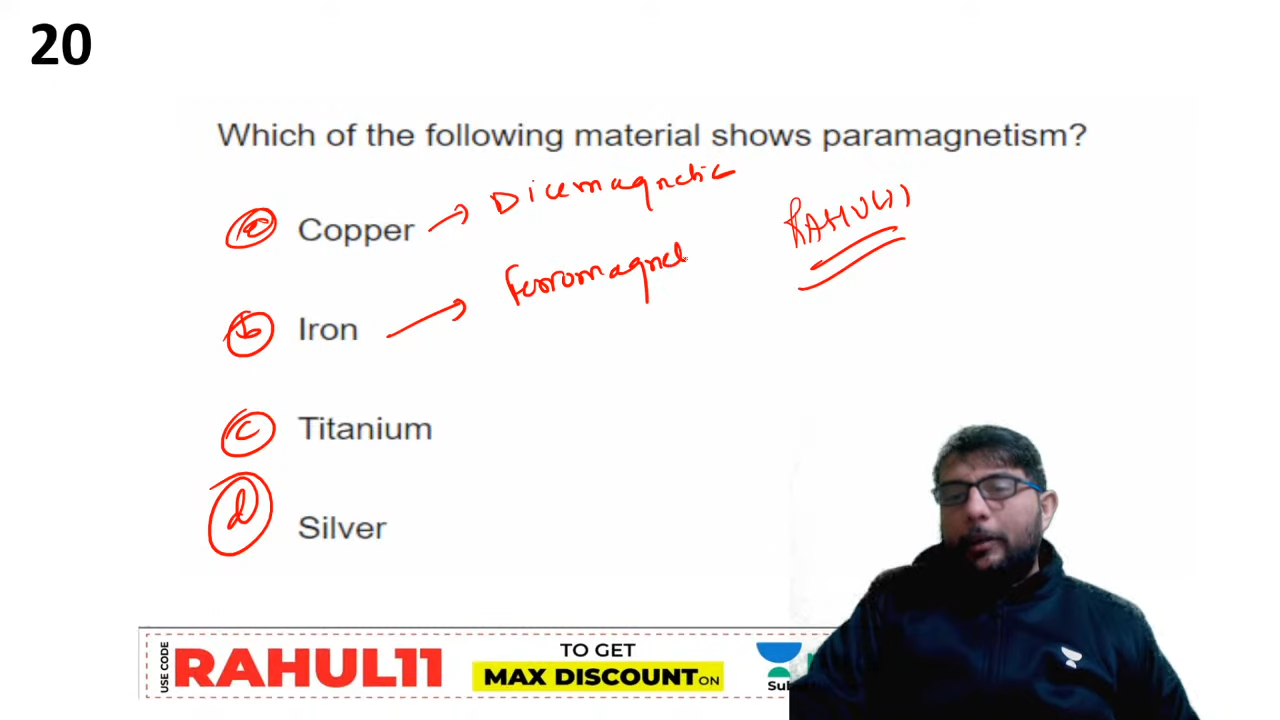 20
Which of the following material shows paramagnetism?
a Copper → Dicemagnetic
RAHUL11
b Iron → ferromagnet
c Titanium
d Silver
USE CODE
RAHUL11
TO GET
MAX DISCOUNT ON